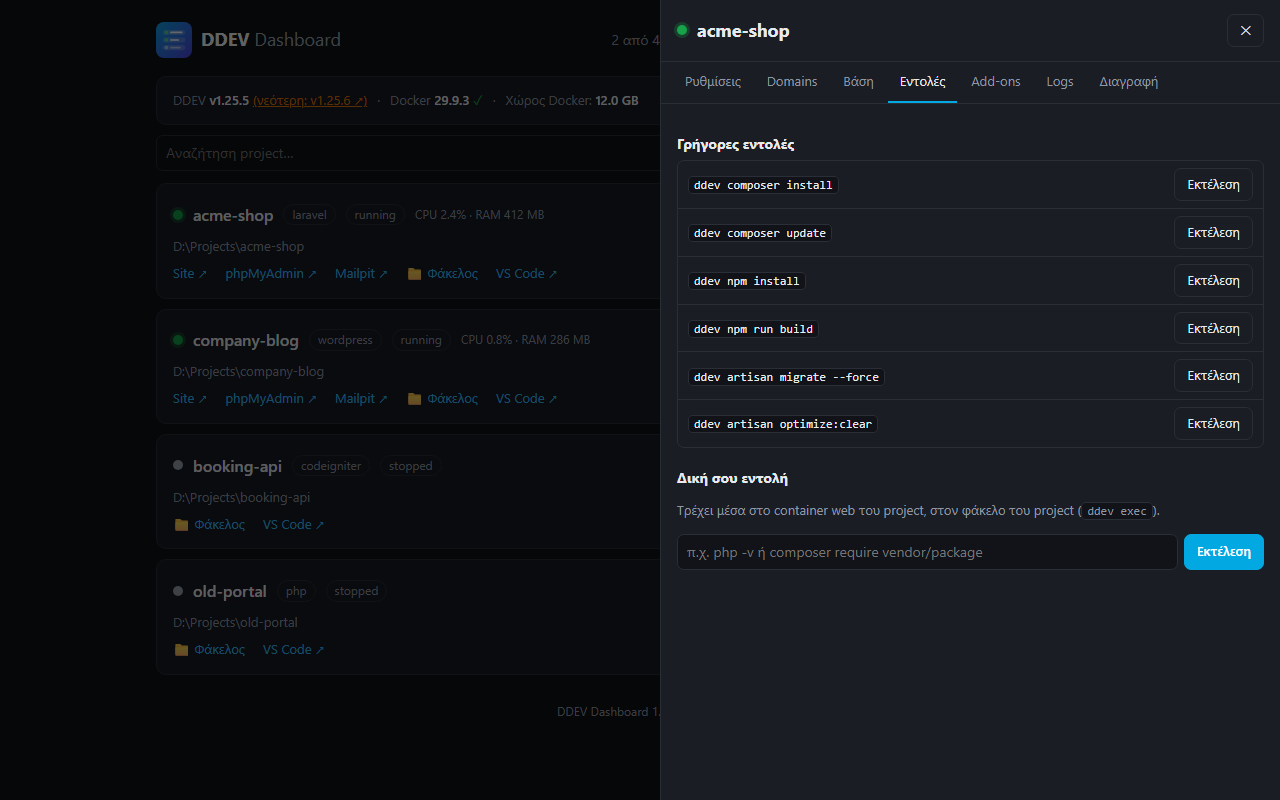 DDEV Dashboard
2 από 4
DDEV v1.25.5 (νεότερη: v1.25.6 ↗) · Docker 29.9.3 ✓ · Χώρος Docker: 12.0 GB
Αναζήτηση project...
acme-shop laravel running CPU 2.4% · RAM 412 MB
D:\Projects\acme-shop
Site ↗ phpMyAdmin ↗ Mailpit ↗ Φάκελος VS Code ↗
company-blog wordpress running CPU 0.8% · RAM 286 MB
D:\Projects\company-blog
Site ↗ phpMyAdmin ↗ Mailpit ↗ Φάκελος VS Code ↗
booking-api codeigniter stopped
D:\Projects\booking-api
Φάκελος VS Code ↗
old-portal php stopped
D:\Projects\old-portal
Φάκελος VS Code ↗
DDEV Dashboard 1.
acme-shop ✕
Ρυθμίσεις Domains Βάση Εντολές Add-ons Logs Διαγραφή
Γρήγορες εντολές
ddev composer install Εκτέλεση
ddev composer update Εκτέλεση
ddev npm install Εκτέλεση
ddev npm run build Εκτέλεση
ddev artisan migrate --force Εκτέλεση
ddev artisan optimize:clear Εκτέλεση
Δική σου εντολή
Τρέχει μέσα στο container web του project, στον φάκελο του project (ddev exec).
π.χ. php -v ή composer require vendor/package Εκτέλεση